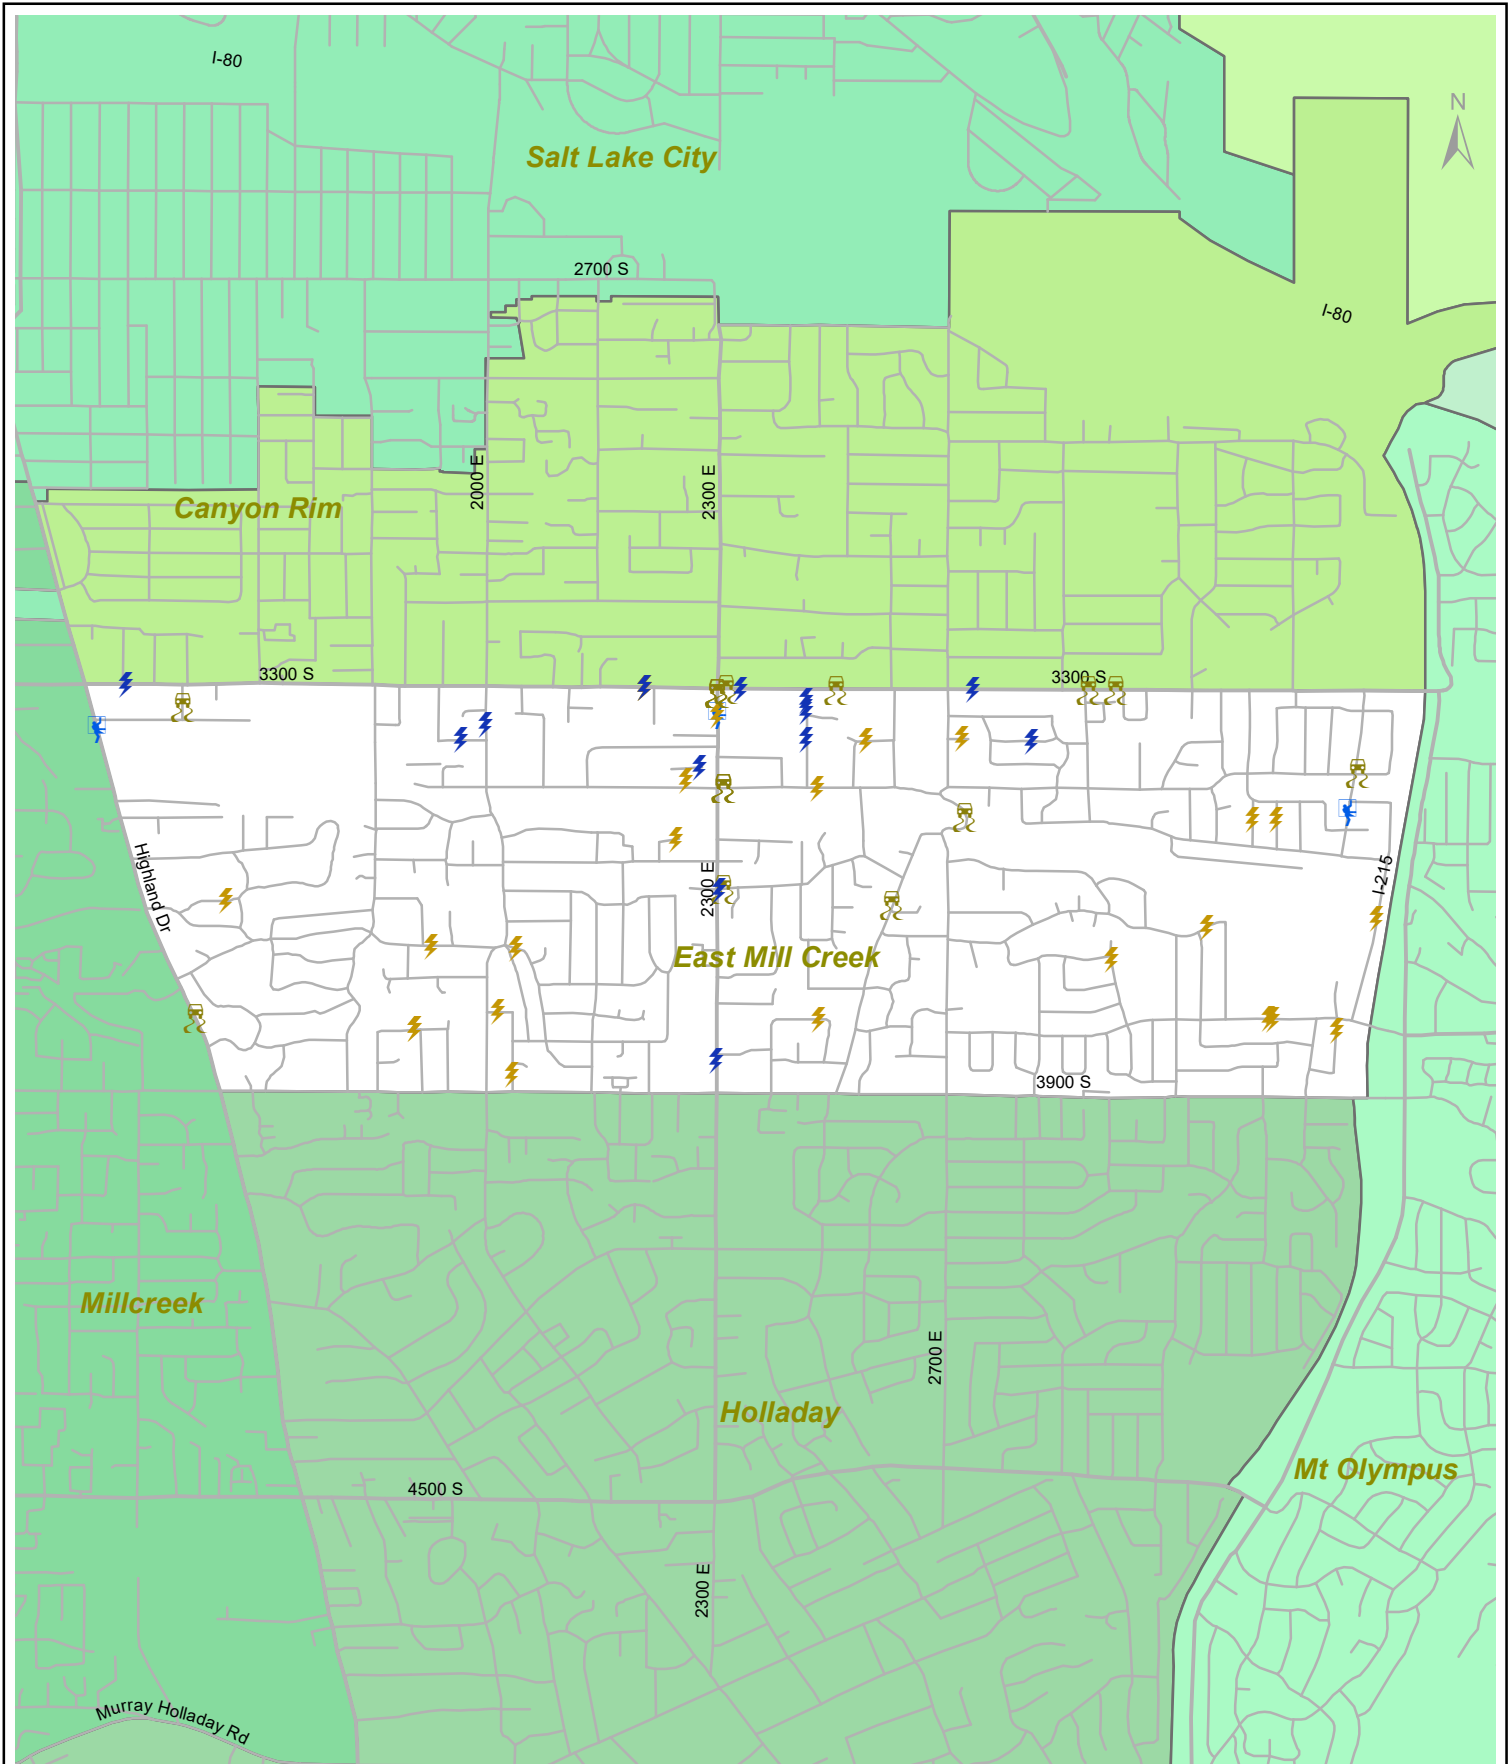 I-80
N
Salt Lake City
2700 S
I-80
2000 E
2300 E
Canyon Rim
3300 S
3300 S
Highland Dr
2300 E
I-215
East Mill Creek
3900 S
Millcreek
2700 E
Holladay
Mt Olympus
4500 S
2300 E
Murray Holladay Rd